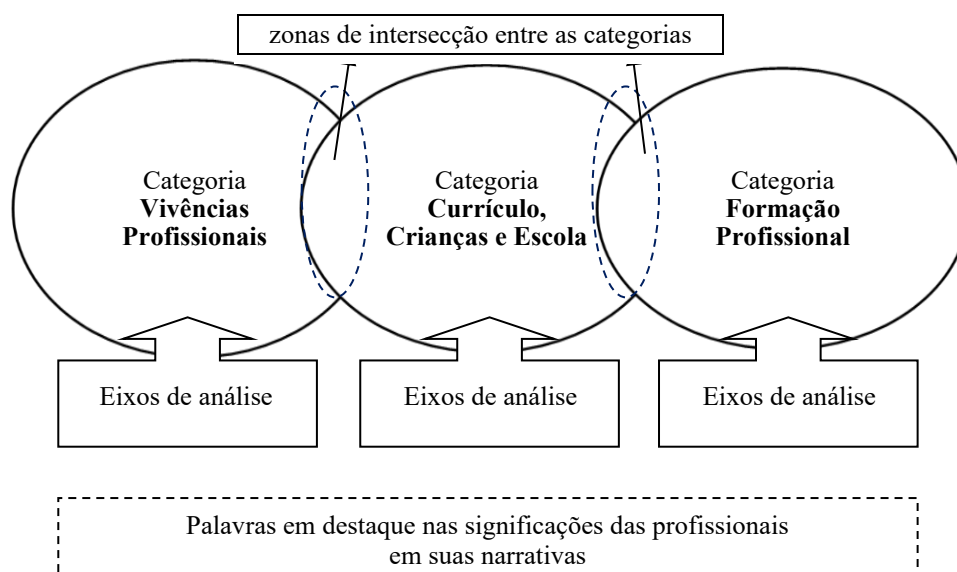 zonas de intersecção entre as categorias
Categoria
Vivências
Profissionais
Categoria
Currículo,
Crianças e Escola
Categoria
Formação
Profissional
Eixos de análise
Eixos de análise
Eixos de análise
Palavras em destaque nas significações das profissionais
em suas narrativas